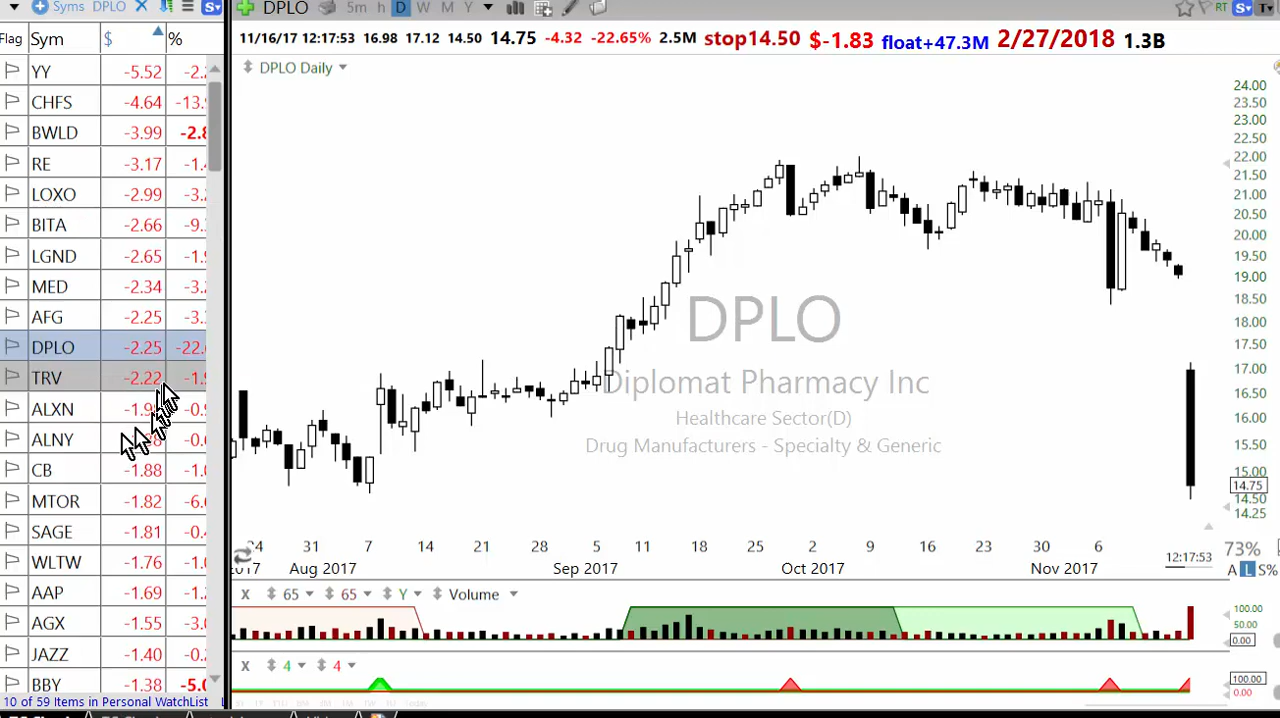 Syms DPLO
Flag Sym $ %
YY -5.52
CHFS -4.64 -13.
BWLD -3.99
RE -3.17
LOXO -2.99
BITA -2.66
LGND -2.65
MED -2.34
AFG -2.25
DPLO -2.25 -22.
TRV -2.22
ALXN
ALNY
CB -1.88
MTOR -1.82
SAGE -1.81
WLTW -1.76
AAP -1.69
AGX -1.55
JAZZ -1.40
BBY -1.38
10 of 59 Items in Personal WatchList
DPLO 5m h D W M Y
RT S T
11/16/17 12:17:53 16.98 17.12 14.50 14.75 -4.32 -22.65% 2.5M stop14.50 $-1.83 float+47.3M 2/27/2018 1.3B
DPLO Daily
24.00
23.50
23.00
22.50
22.00
21.50
21.00
20.50
20.00
19.50
19.00
18.50
18.00
17.50
17.00
16.50
16.00
15.50
15.00
14.75
14.50
14.25
DPLO
Diplomat Pharmacy Inc
Healthcare Sector(D)
Drug Manufacturers - Specialty & Generic
24 31 7 14 21 28 5 11 18 25 2 9 16 23 30 6 12:17:53 73%
Aug 2017 Sep 2017 Oct 2017 Nov 2017 A L S%
X 65 65 Y Volume
100.00
50.00
0.00
X 4 4
100.00
0.00